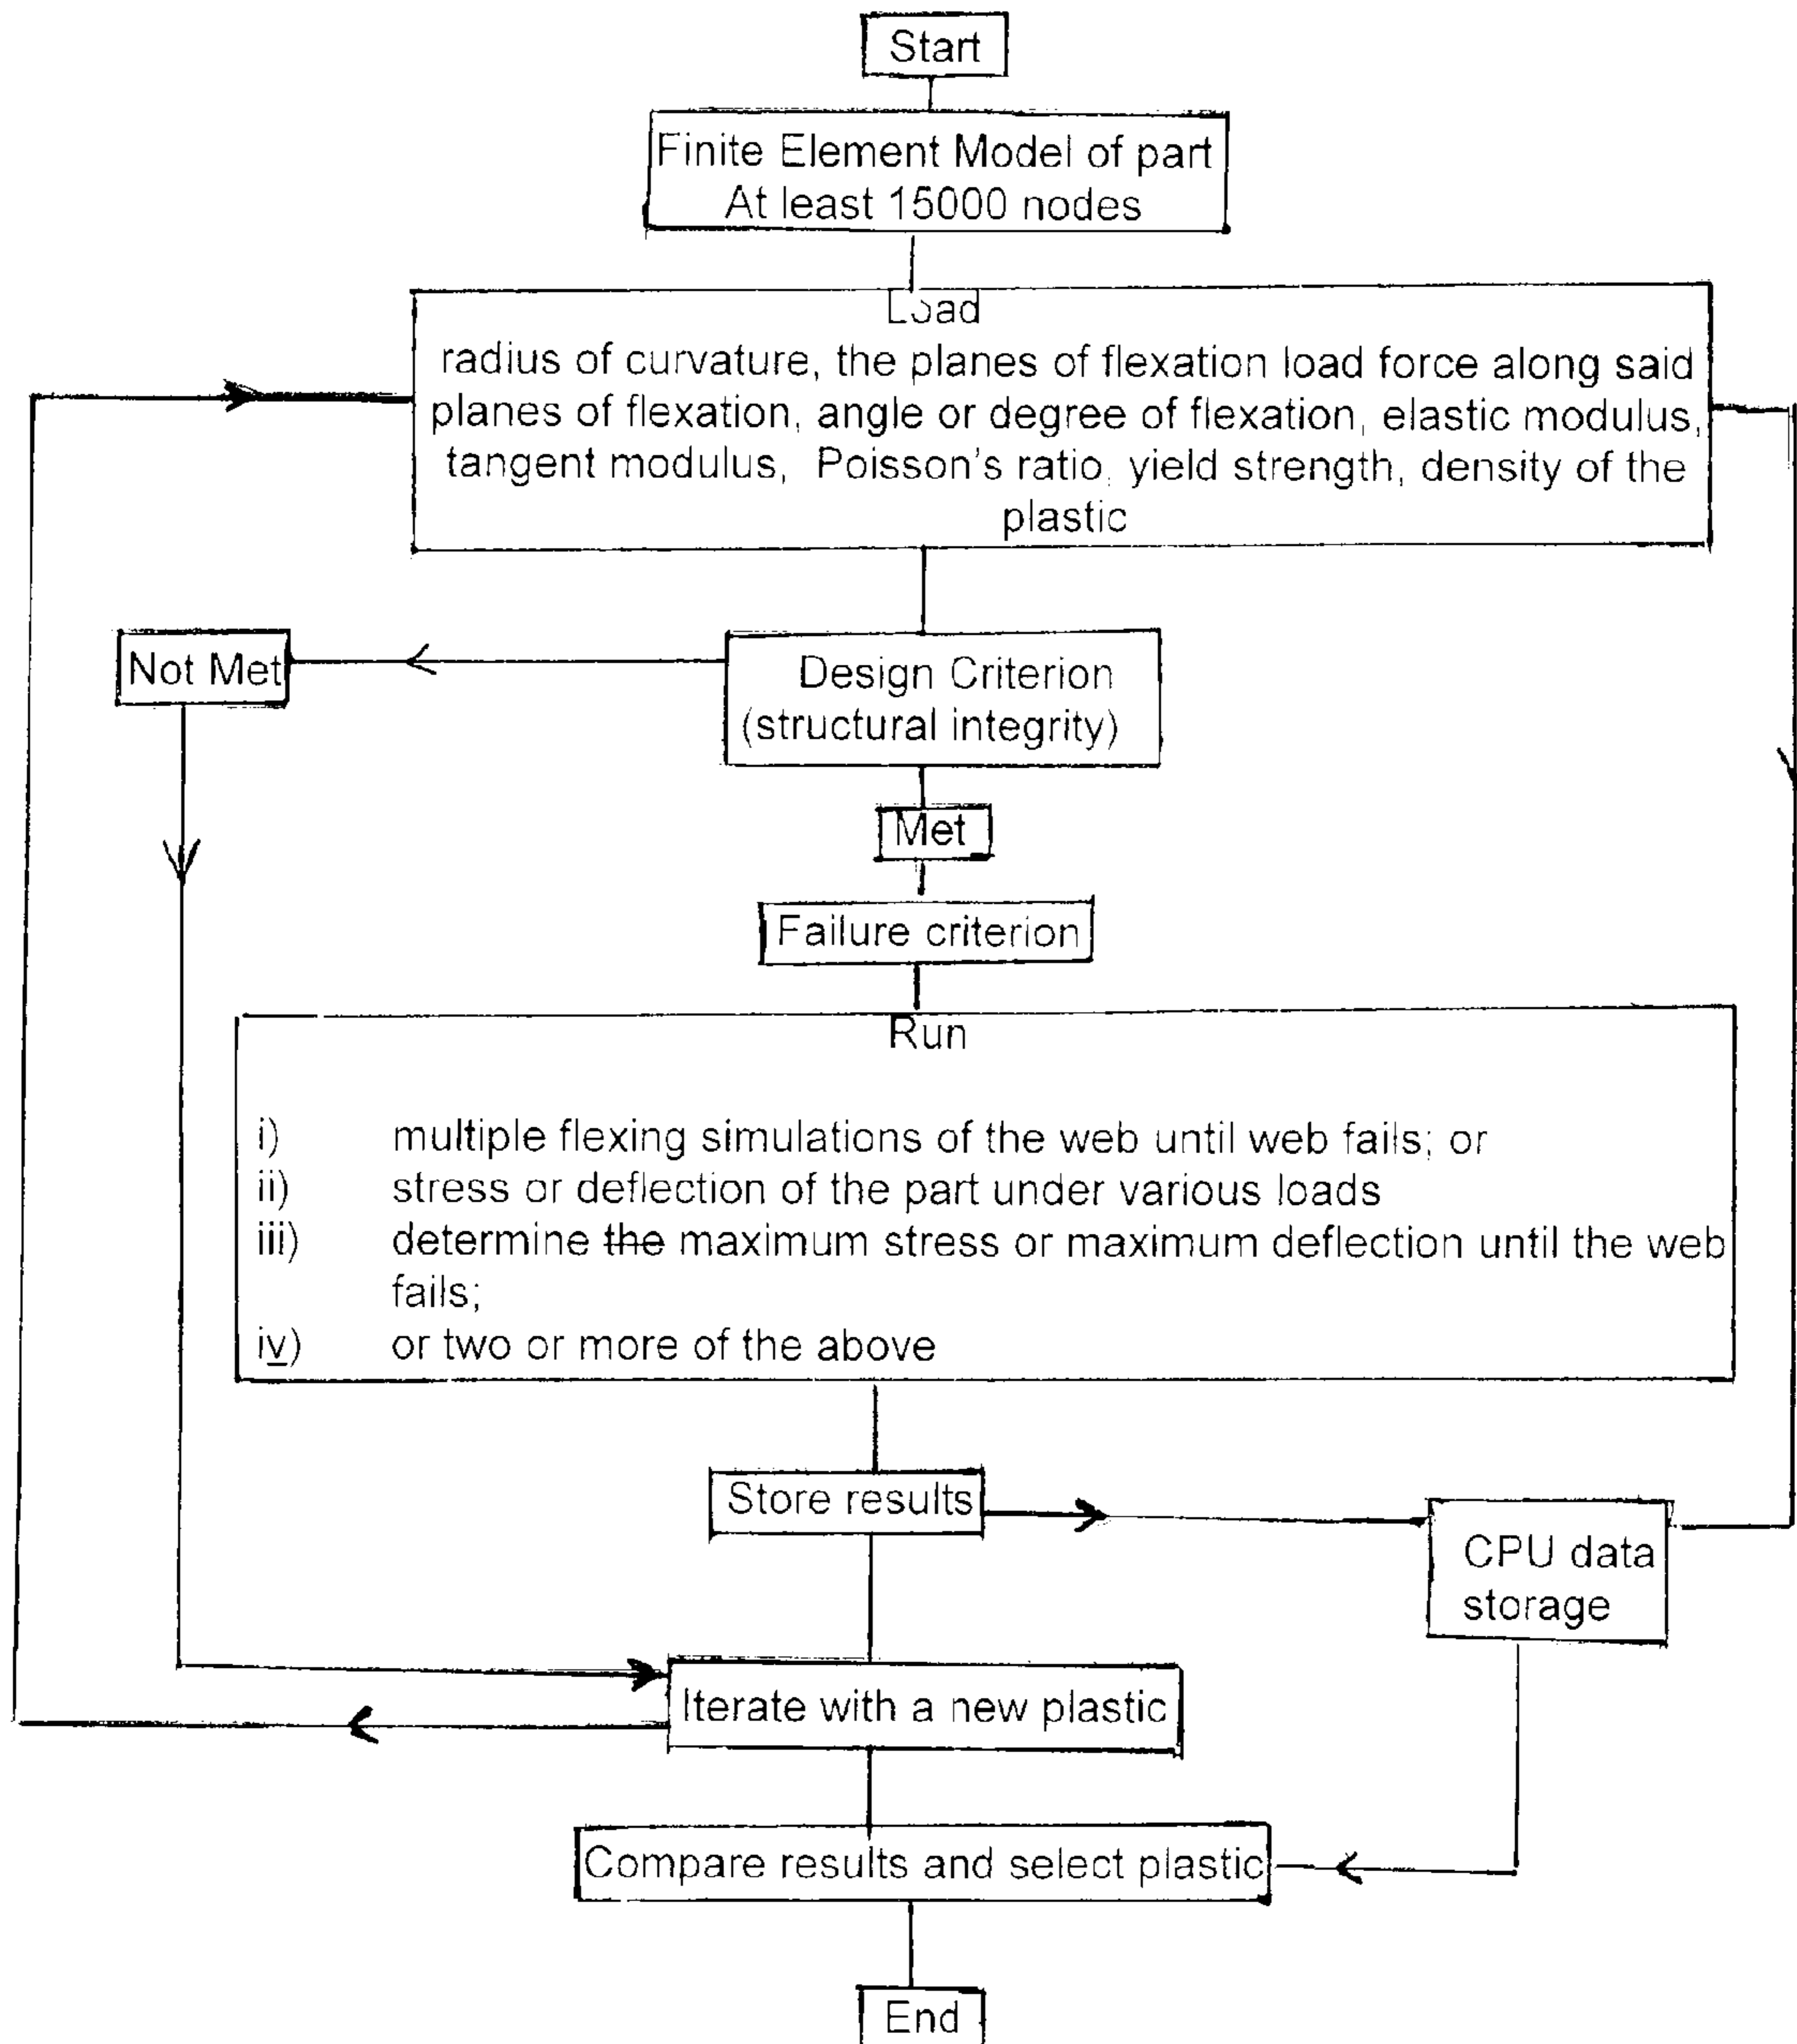 Start
Finite Element Model of part
At least 15000 nodes
Load
radius of curvature, the planes of flexation load force along said
planes of flexation, angle or degree of flexation, elastic modulus,
tangent modulus, Poisson's ratio, yield strength, density of the
plastic
Not Met
Design Criterion
(structural integrity)
Met
Failure criterion
Run
i) multiple flexing simulations of the web until web fails; or
ii) stress or deflection of the part under various loads
iii) determine the maximum stress or maximum deflection until the web
fails;
iv) or two or more of the above
Store results
CPU data
storage
Iterate with a new plastic
Compare results and select plastic
End